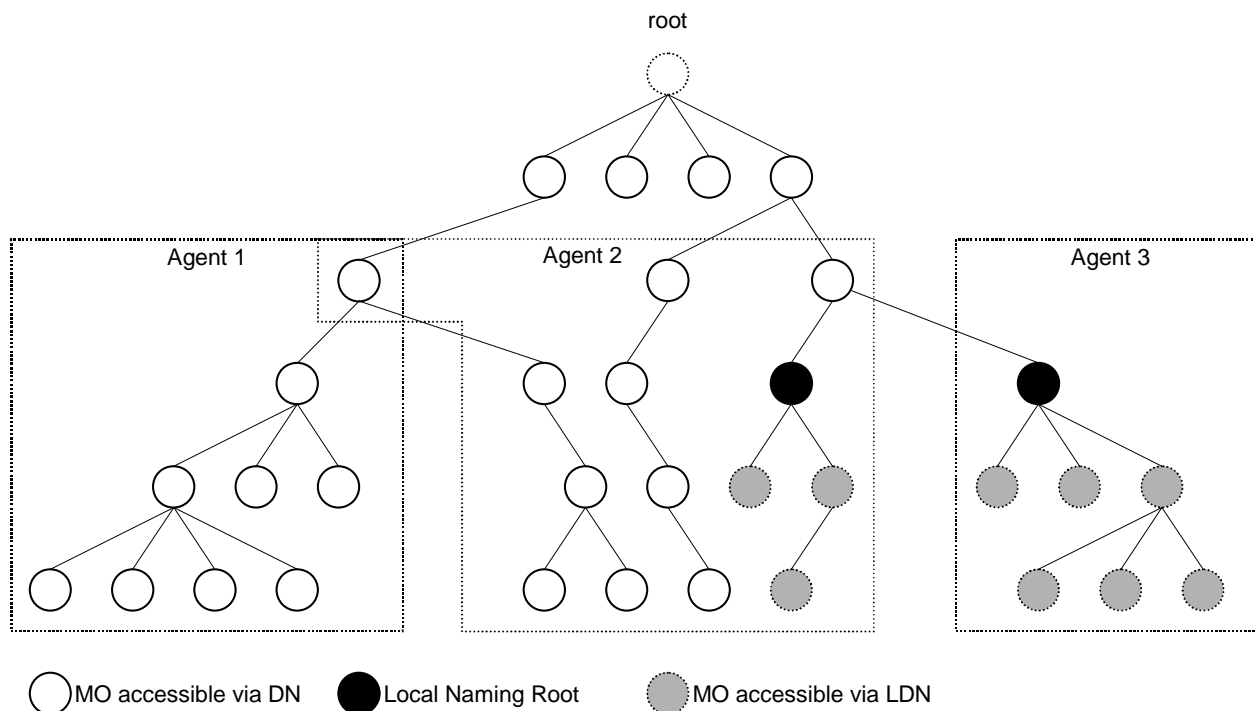 root
Agent 1
Agent 2
Agent 3
MO accessible via DN
Local Naming Root
MO accessible via LDN